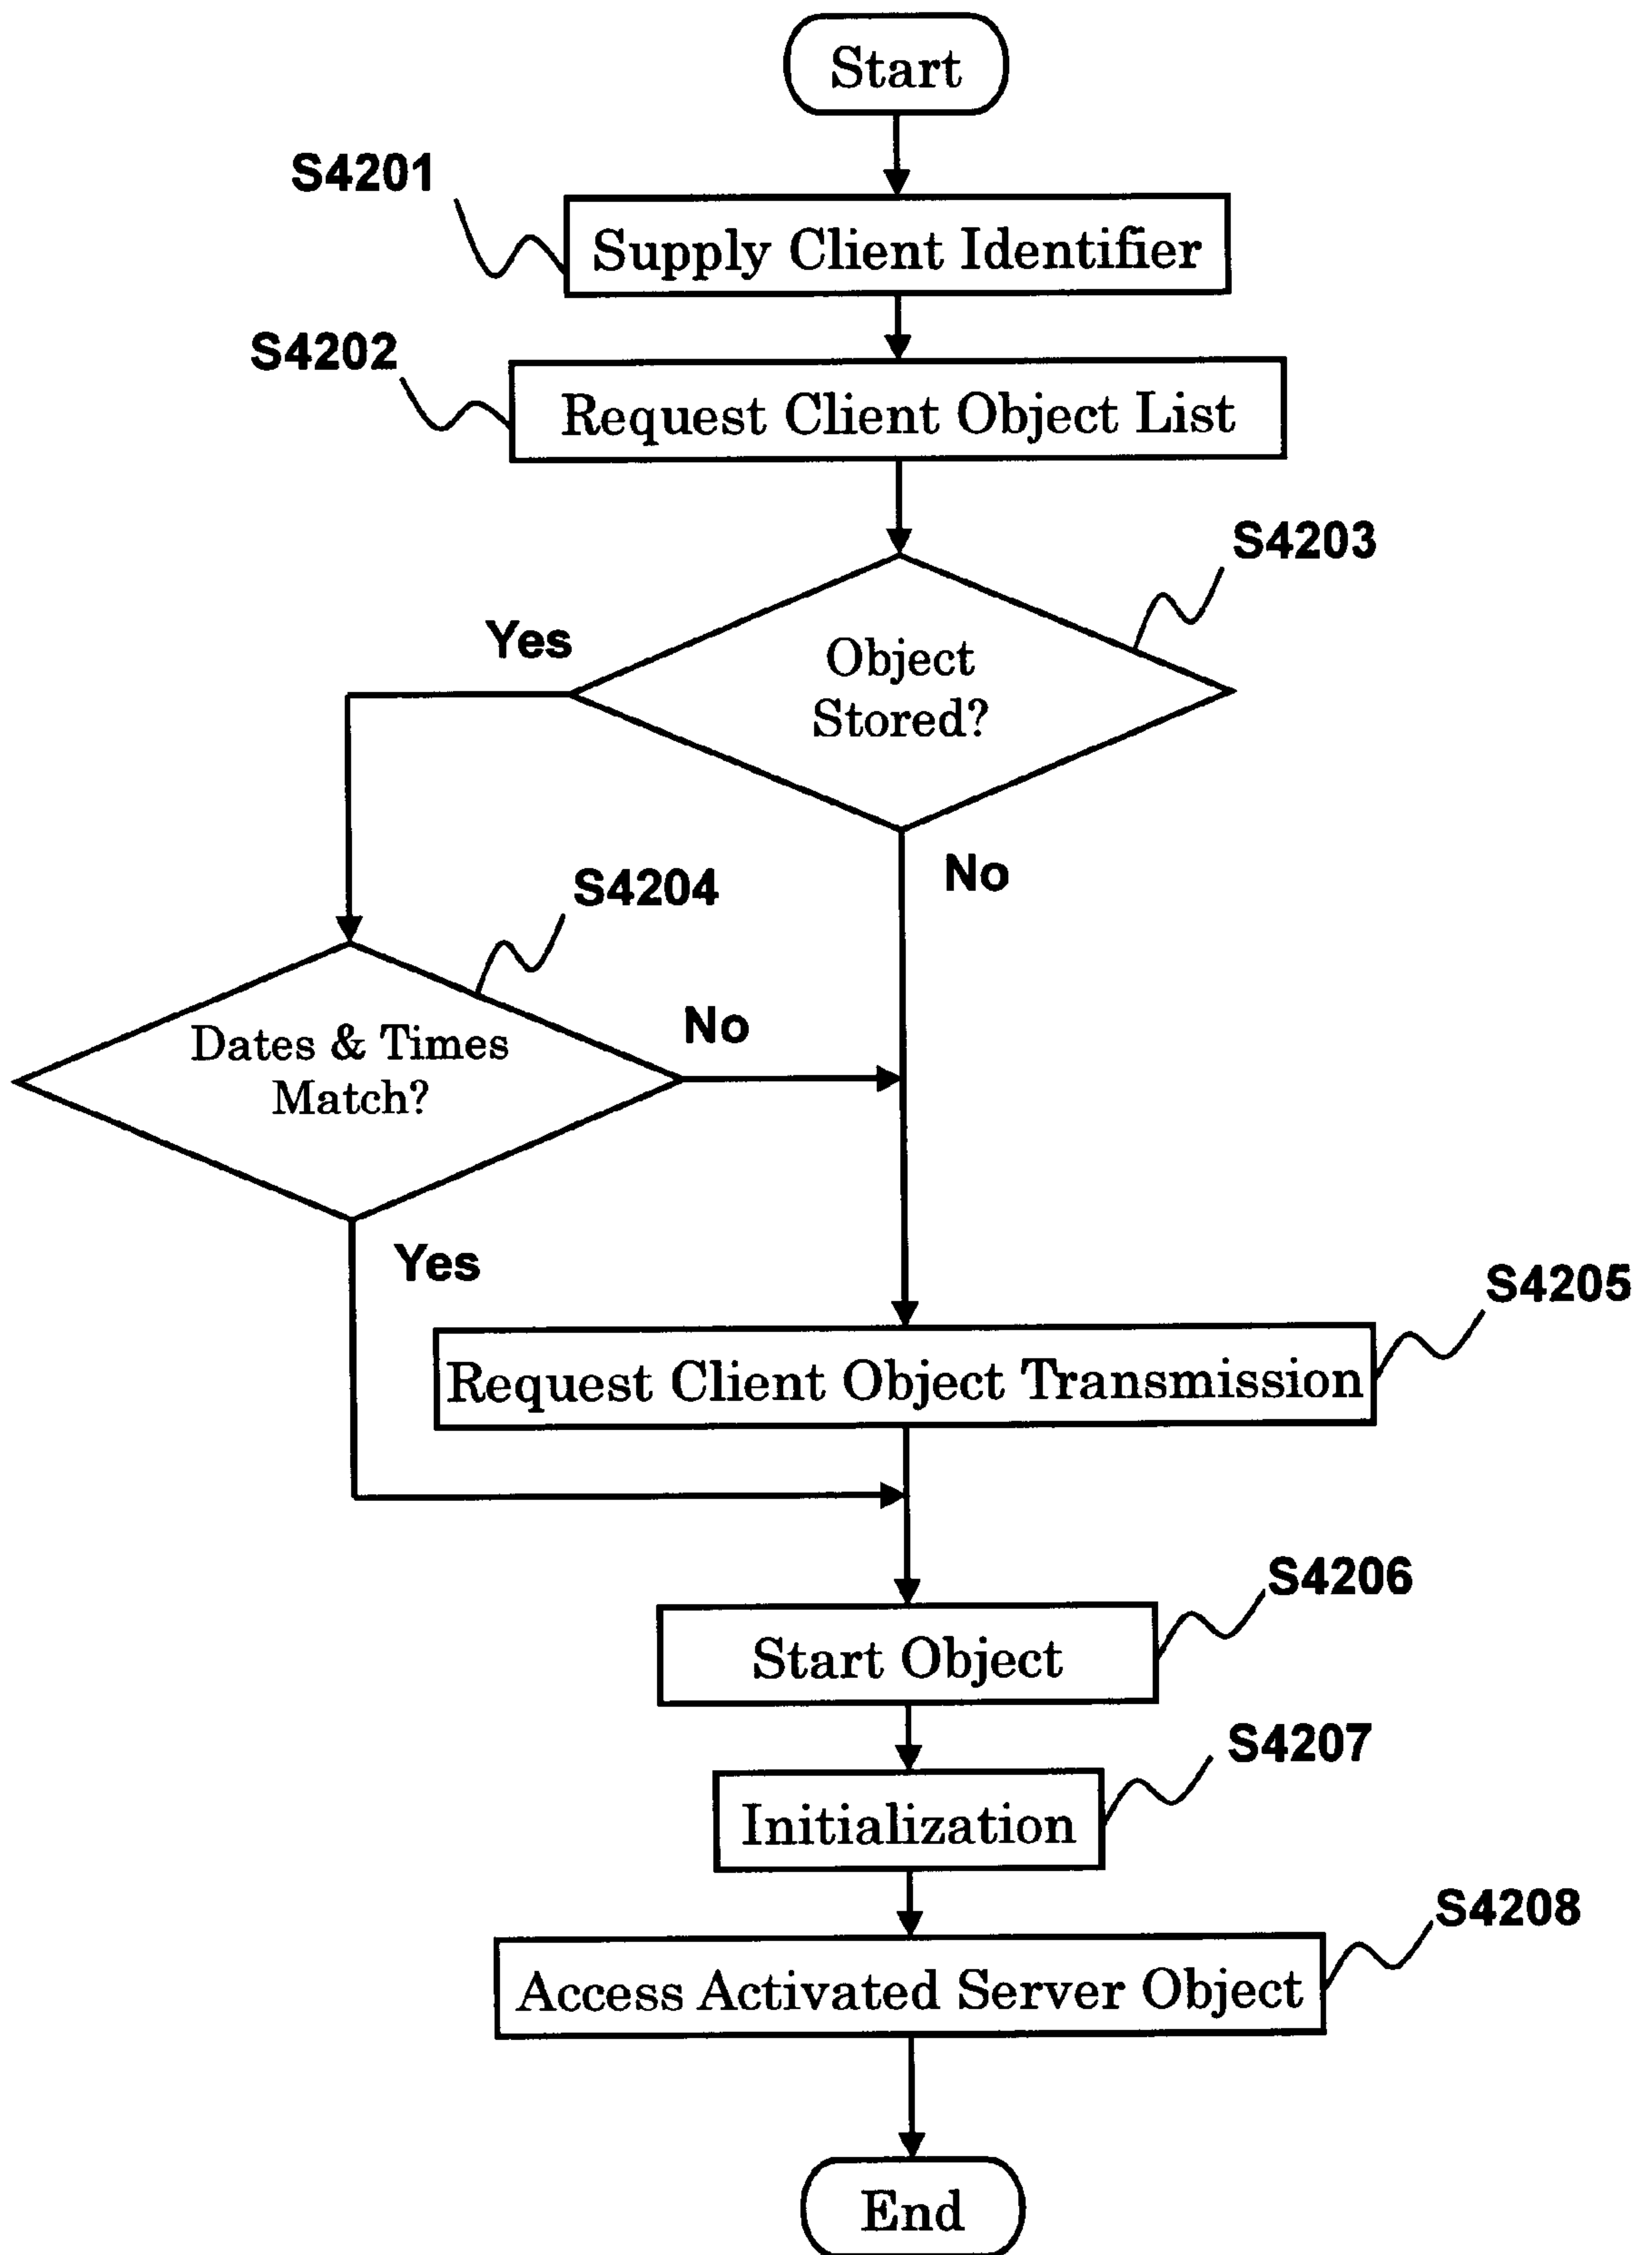 Start
S4201
Supply Client Identifier
S4202
Request Client Object List
S4203
Yes
Object
Stored?
No
S4204
Dates & Times
Match?
No
Yes
S4205
Request Client Object Transmission
S4206
Start Object
S4207
Initialization
S4208
Access Activated Server Object
End